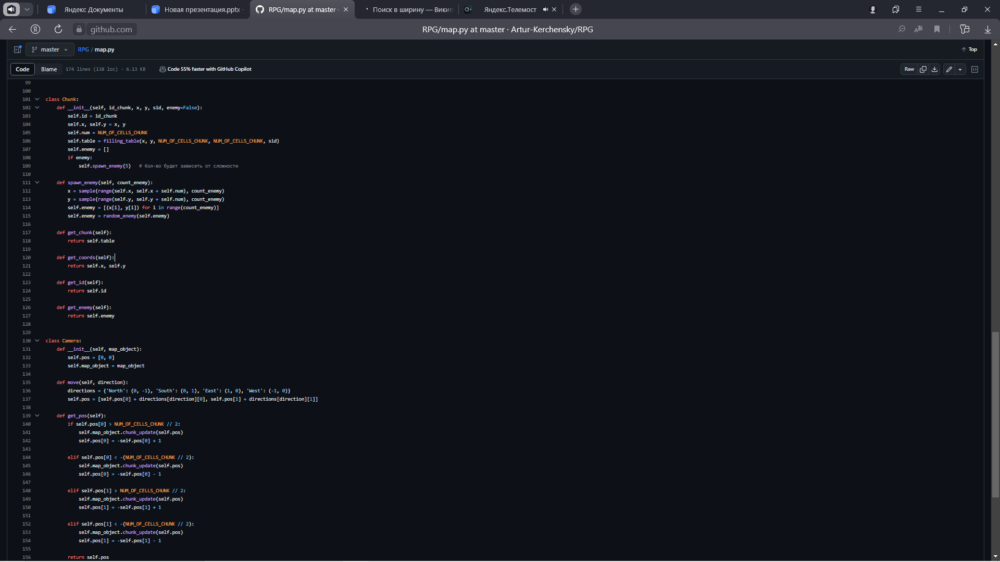 Яндекс Документы
Новая презентация.pptx -
RPG/map.py at master ·
Поиск в ширину — Викип
Яндекс.Телемост
github.com
RPG/map.py at master · Artur-Kerchensky/RPG
master
RPG / map.py
Top
Code
Blame
174 lines (138 loc) · 6.13 KB
Code 55% faster with GitHub Copilot
Raw
99
100
101 class Chunk:
102     def __init__(self, id_chunk, x, y, sid, enemy=False):
103         self.id = id_chunk
104         self.x, self.y = x, y
105         self.num = NUM_OF_CELLS_CHUNK
106         self.table = filling_table(x, y, NUM_OF_CELLS_CHUNK, NUM_OF_CELLS_CHUNK, sid)
107         self.enemy = []
108         if enemy:
109             self.spawn_enemy(5)   # Кол-во будет зависеть от сложности
110
111     def spawn_enemy(self, count_enemy):
112         x = sample(range(self.x, self.x + self.num), count_enemy)
113         y = sample(range(self.y, self.y + self.num), count_enemy)
114         self.enemy = [(x[i], y[i]) for i in range(count_enemy)]
115         self.enemy = random_enemy(self.enemy)
116
117     def get_chunk(self):
118         return self.table
119
120     def get_coords(self):
121         return self.x, self.y
122
123     def get_id(self):
124         return self.id
125
126     def get_enemy(self):
127         return self.enemy
128
129
130 class Camera:
131     def __init__(self, map_object):
132         self.pos = [0, 0]
133         self.map_object = map_object
134
135     def move(self, direction):
136         directions = {'North': (0, -1), 'South': (0, 1), 'East': (1, 0), 'West': (-1, 0)}
137         self.pos = [self.pos[0] + directions[direction][0], self.pos[1] + directions[direction][1]]
138
139     def get_pos(self):
140         if self.pos[0] > NUM_OF_CELLS_CHUNK // 2:
141             self.map_object.chunk_update(self.pos)
142             self.pos[0] = -self.pos[0] + 1
143
144         elif self.pos[0] < -(NUM_OF_CELLS_CHUNK // 2):
145             self.map_object.chunk_update(self.pos)
146             self.pos[0] = -self.pos[0] - 1
147
148         elif self.pos[1] > NUM_OF_CELLS_CHUNK // 2:
149             self.map_object.chunk_update(self.pos)
150             self.pos[1] = -self.pos[1] + 1
151
152         elif self.pos[1] < -(NUM_OF_CELLS_CHUNK // 2):
153             self.map_object.chunk_update(self.pos)
154             self.pos[1] = -self.pos[1] - 1
155
156         return self.pos